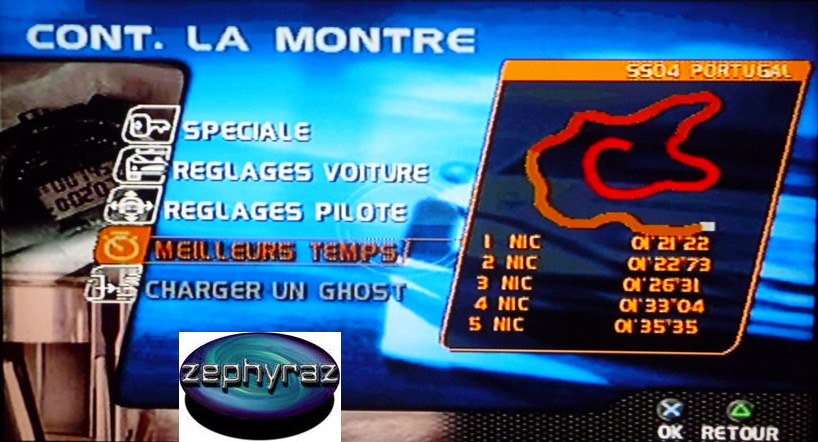 CONT. LA MONTRE
SS04 PORTUGAL
SPECIALE
REGLAGES VOITURE
REGLAGES PILOTE
MEILLEURS TEMPS
CHARGER UN GHOST
1 NIC 01'21'22
2 NIC 01'22'73
3 NIC 01'26'31
4 NIC 01'33'04
5 NIC 01'35'35
zephyraz
OK RETOUR